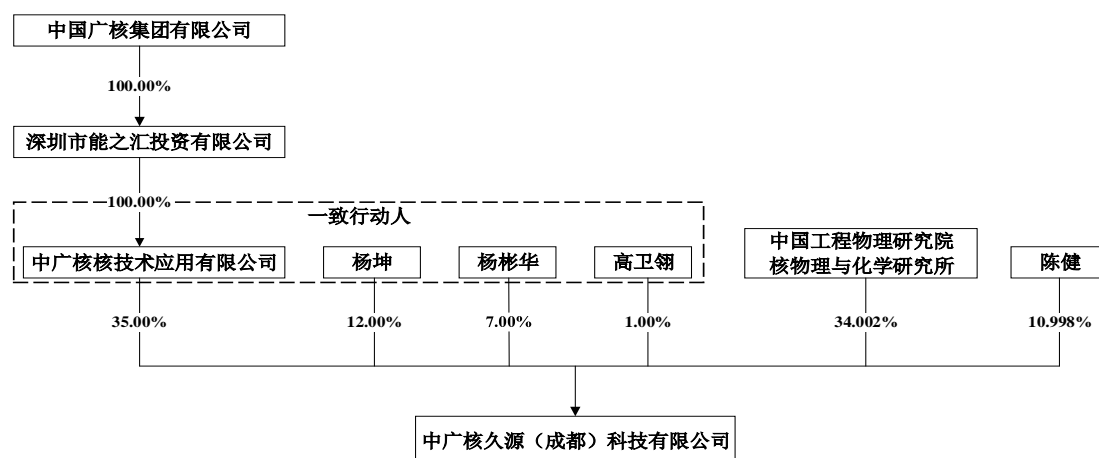 中国广核集团有限公司
100.00%
深圳市能之汇投资有限公司
100.00%
一致行动人
中广核核技术应用有限公司
杨坤
杨彬华
高卫翎
中国工程物理研究院
核物理与化学研究所
陈健
35.00%
12.00%
7.00%
1.00%
34.002%
10.998%
中广核久源（成都）科技有限公司